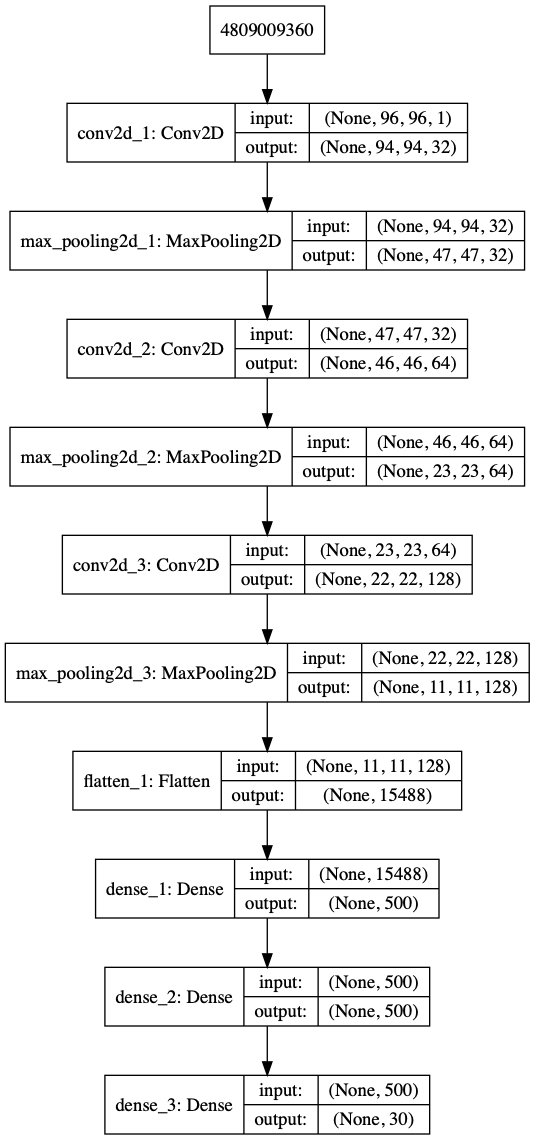 4809009360
conv2d_1: Conv2D
input: (None, 96, 96, 1)
output: (None, 94, 94, 32)
max_pooling2d_1: MaxPooling2D
input: (None, 94, 94, 32)
output: (None, 47, 47, 32)
conv2d_2: Conv2D
input: (None, 47, 47, 32)
output: (None, 46, 46, 64)
max_pooling2d_2: MaxPooling2D
input: (None, 46, 46, 64)
output: (None, 23, 23, 64)
conv2d_3: Conv2D
input: (None, 23, 23, 64)
output: (None, 22, 22, 128)
max_pooling2d_3: MaxPooling2D
input: (None, 22, 22, 128)
output: (None, 11, 11, 128)
flatten_1: Flatten
input: (None, 11, 11, 128)
output: (None, 15488)
dense_1: Dense
input: (None, 15488)
output: (None, 500)
dense_2: Dense
input: (None, 500)
output: (None, 500)
dense_3: Dense
input: (None, 500)
output: (None, 30)